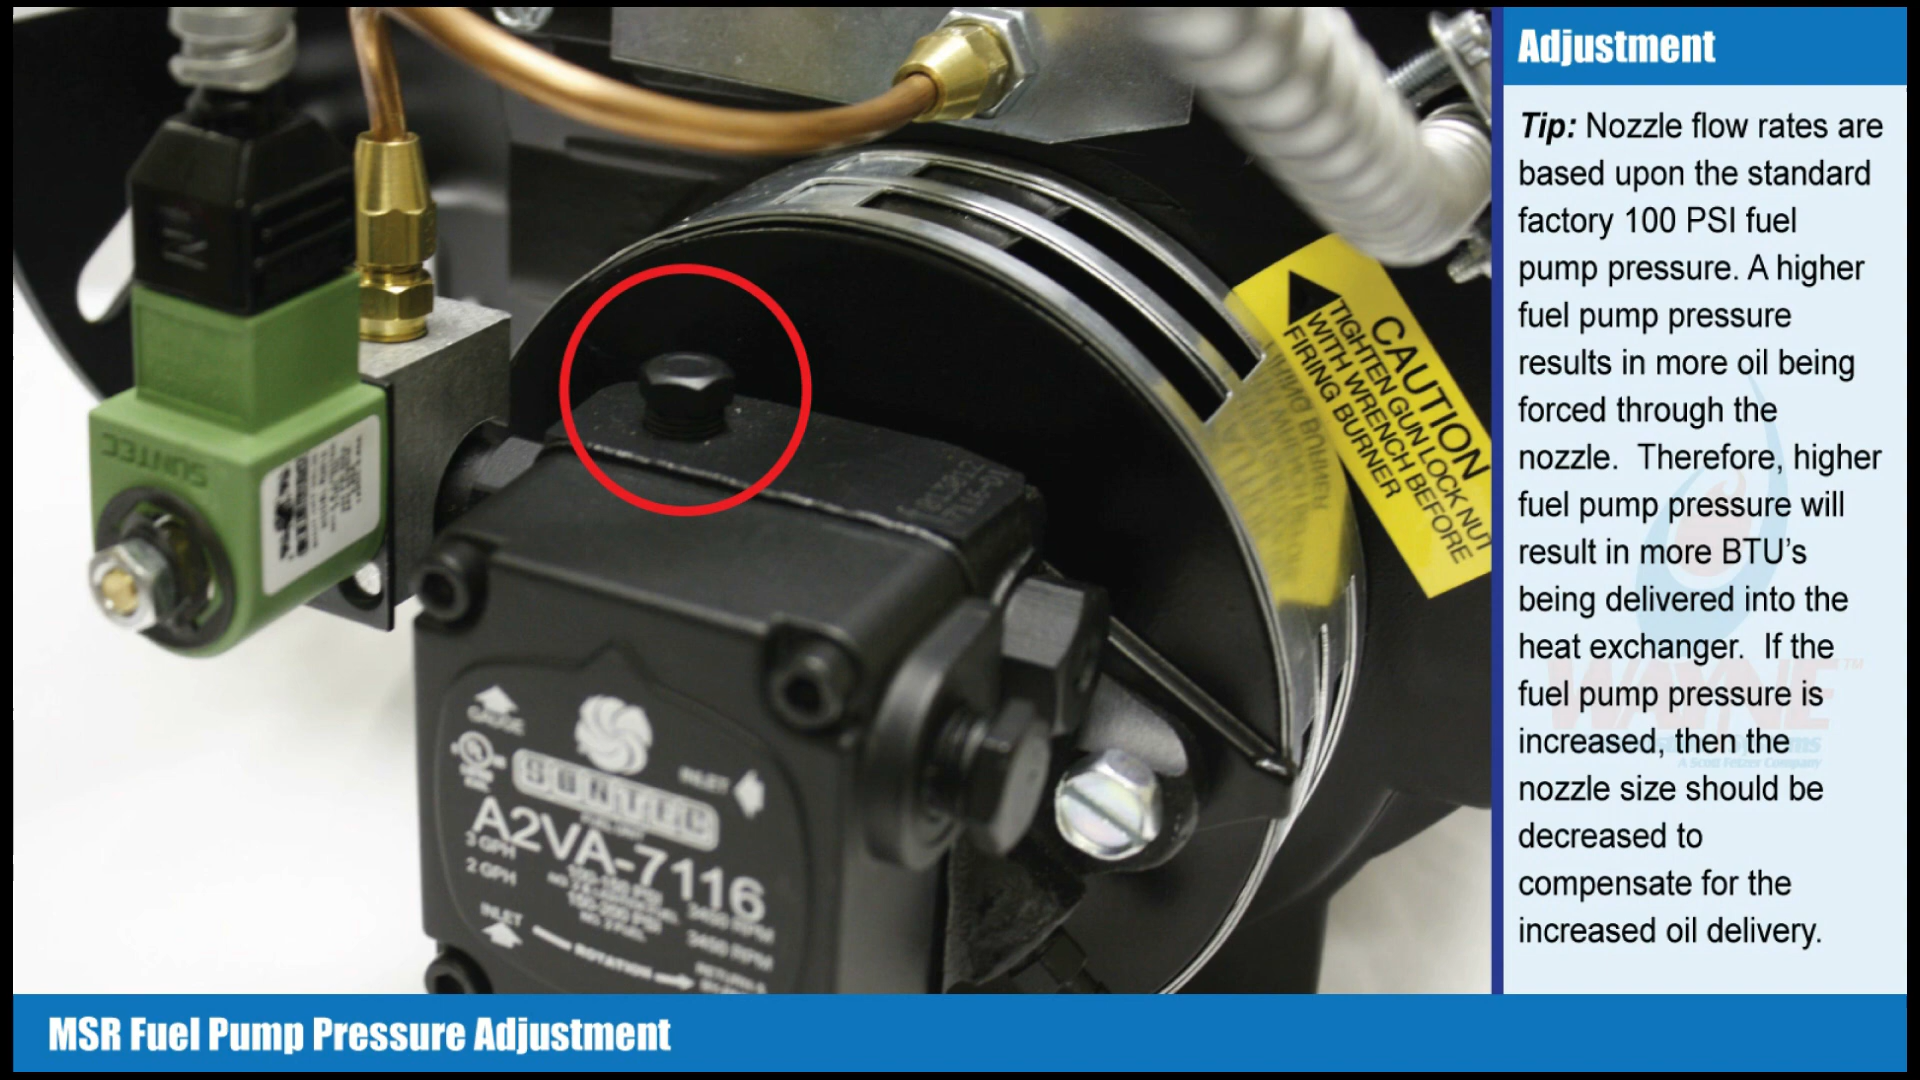 Adjustment
Tip: Nozzle flow rates are
based upon the standard
factory 100 PSI fuel
pump pressure. A higher
fuel pump pressure
results in more oil being
forced through the
nozzle.  Therefore, higher
fuel pump pressure will
result in more BTU’s
being delivered into the
heat exchanger.  If the
fuel pump pressure is
increased, then the
nozzle size should be
decreased to
compensate for the
increased oil delivery.
WAYNE™
A Scott Fetzer Company
CAUTION
TIGHTEN GUN LOCK NUT
WITH WRENCH BEFORE
FIRING BURNER
SUNTEC
GAUGE
INLET
SUNTEC
A2VA-7116
3 GPH
2 GPH
3450 RPM
3450 RPM
INLET
ROTATION
MSR Fuel Pump Pressure Adjustment